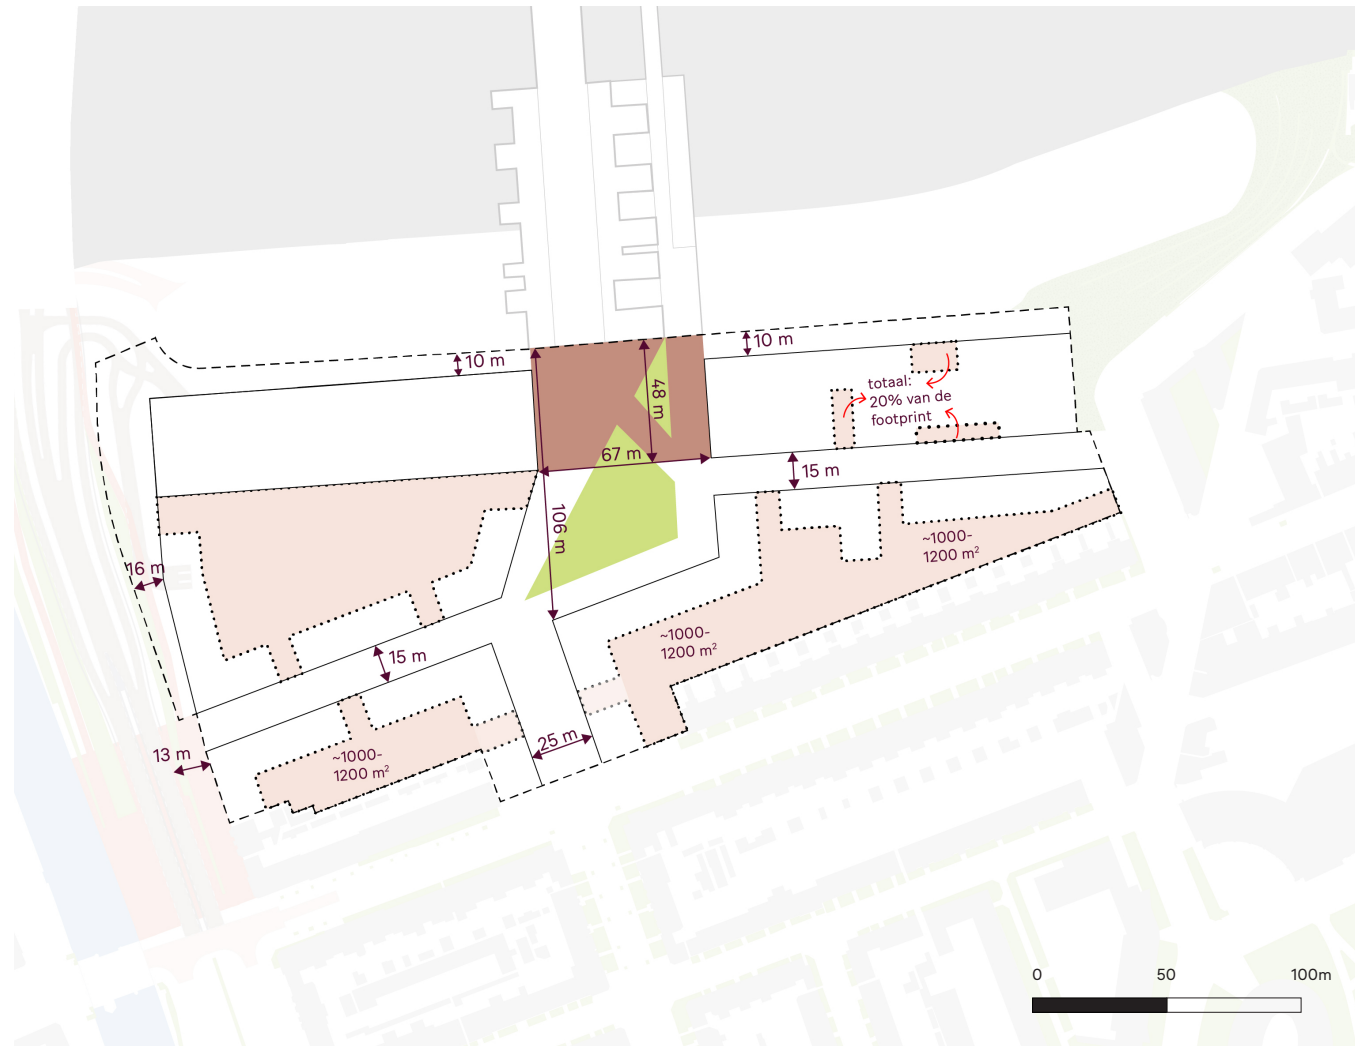 10 m
10 m
48 m
totaal:
20% van de
footprint
67 m
15 m
106 m
~1000-
1200 m²
16 m
~1000-
1200 m²
15 m
25 m
13 m
~1000-
1200 m²
0 50 100m